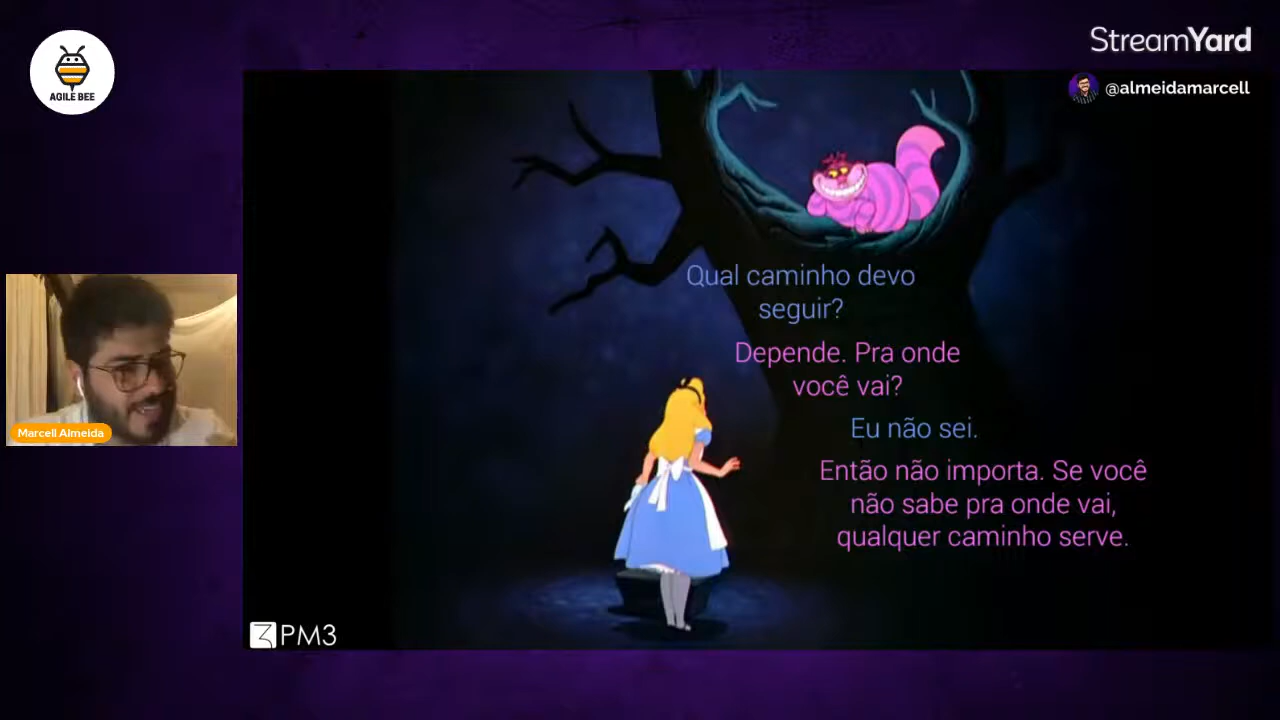 AGILE BEE
StreamYard
@almeidamarcell
Qual caminho devo
seguir?
Depende. Pra onde
você vai?
Eu não sei.
Então não importa. Se você
não sabe pra onde vai,
qualquer caminho serve.
Marcell Almeida
PM3